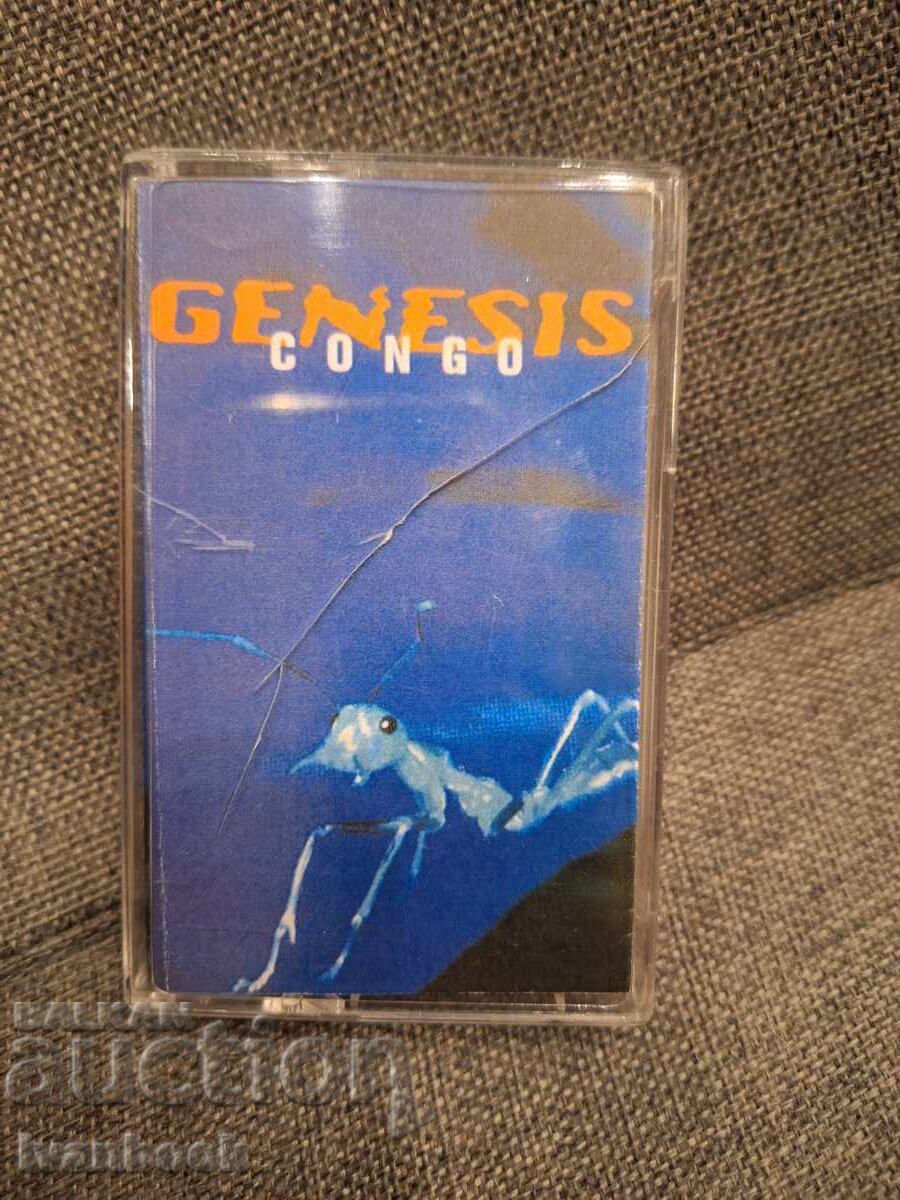 GENESIS
CONGO
BALKAN
auction
ivanhook